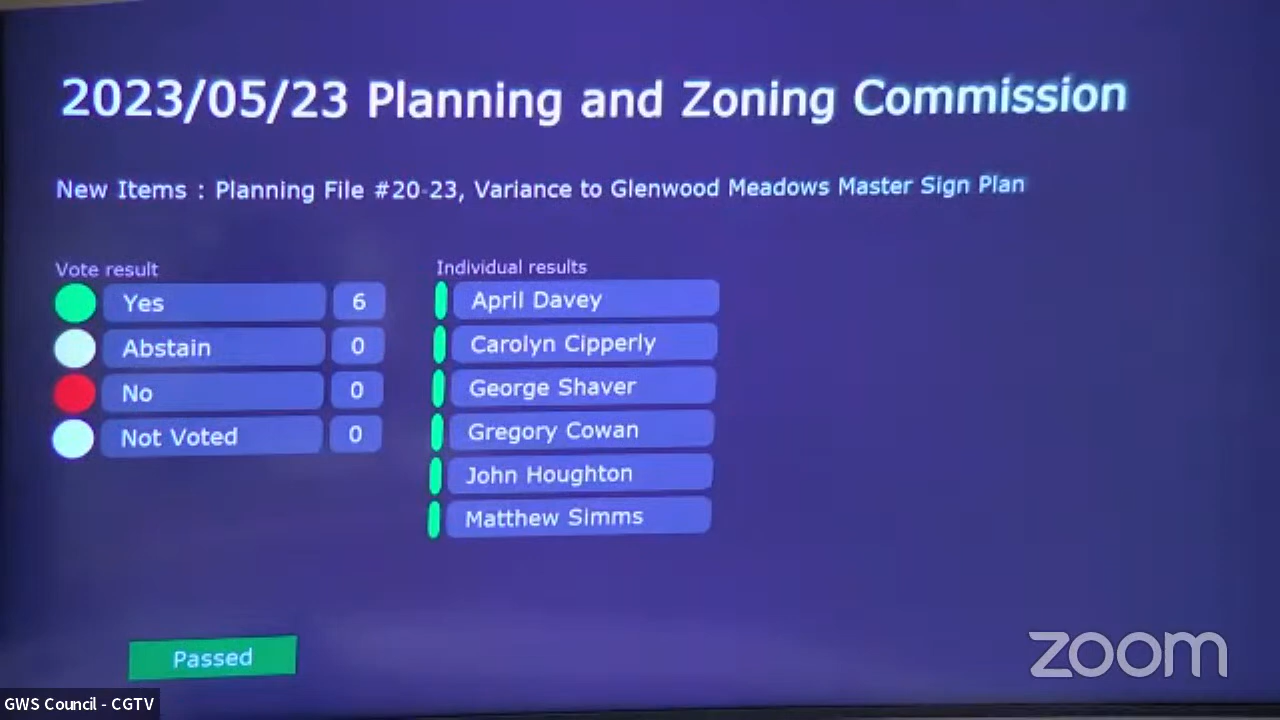 2023/05/23 Planning and Zoning Commission
New Items : Planning File #20-23, Variance to Glenwood Meadows Master Sign Plan
Vote result
Yes 6
Abstain 0
No 0
Not Voted 0
Individual results
April Davey
Carolyn Cipperly
George Shaver
Gregory Cowan
John Houghton
Matthew Simms
Passed
zoom
GWS Council - CGTV